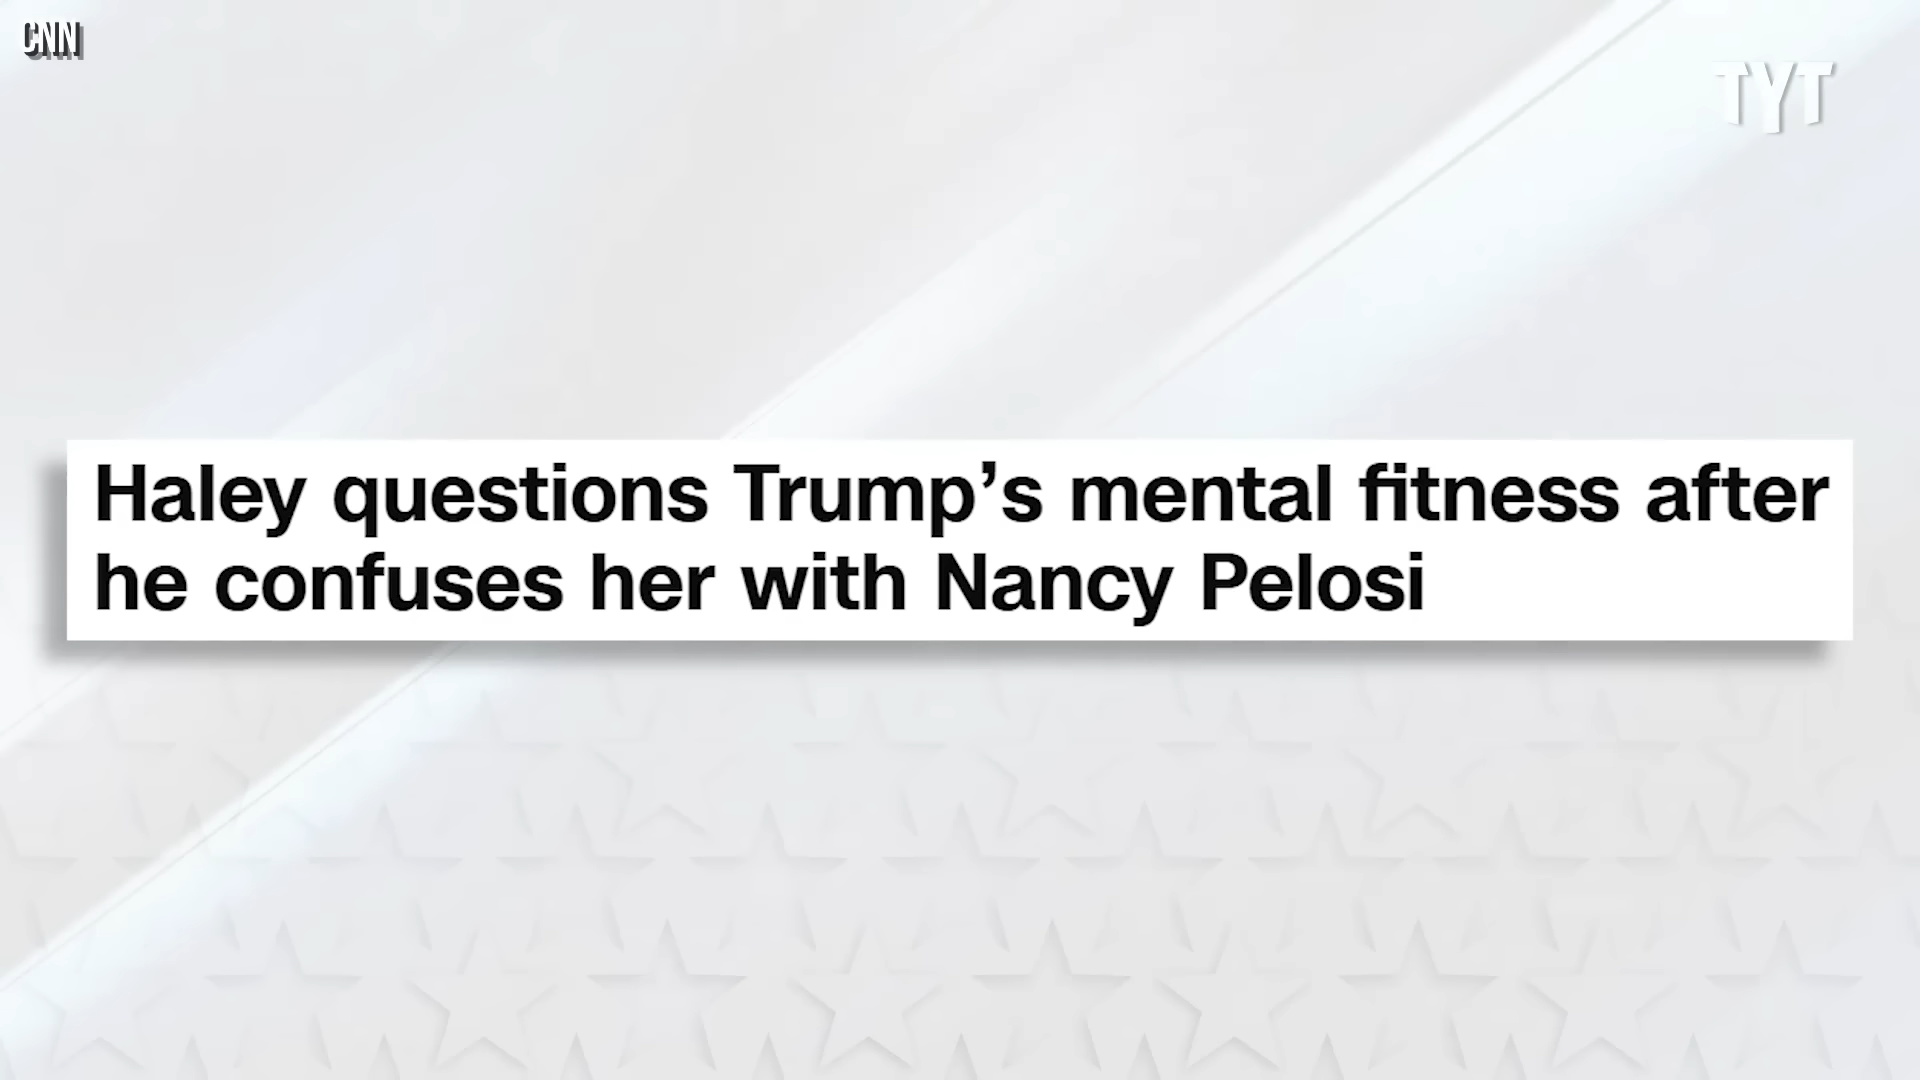 CNN
TYT
Haley questions Trump’s mental fitness after
he confuses her with Nancy Pelosi